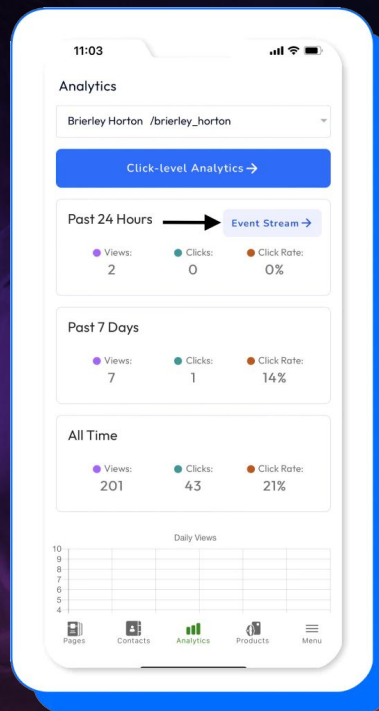 11:03
Analytics
Brierley Horton /brierley_horton
Click-level Analytics →
Past 24 Hours
Event Stream →
Views: Clicks: Click Rate:
2 0 0%
Past 7 Days
Views: Clicks: Click Rate:
7 1 14%
All Time
Views: Clicks: Click Rate:
201 43 21%
Daily Views
10
9
8
7
6
5
4
Pages Contacts Analytics Products Menu